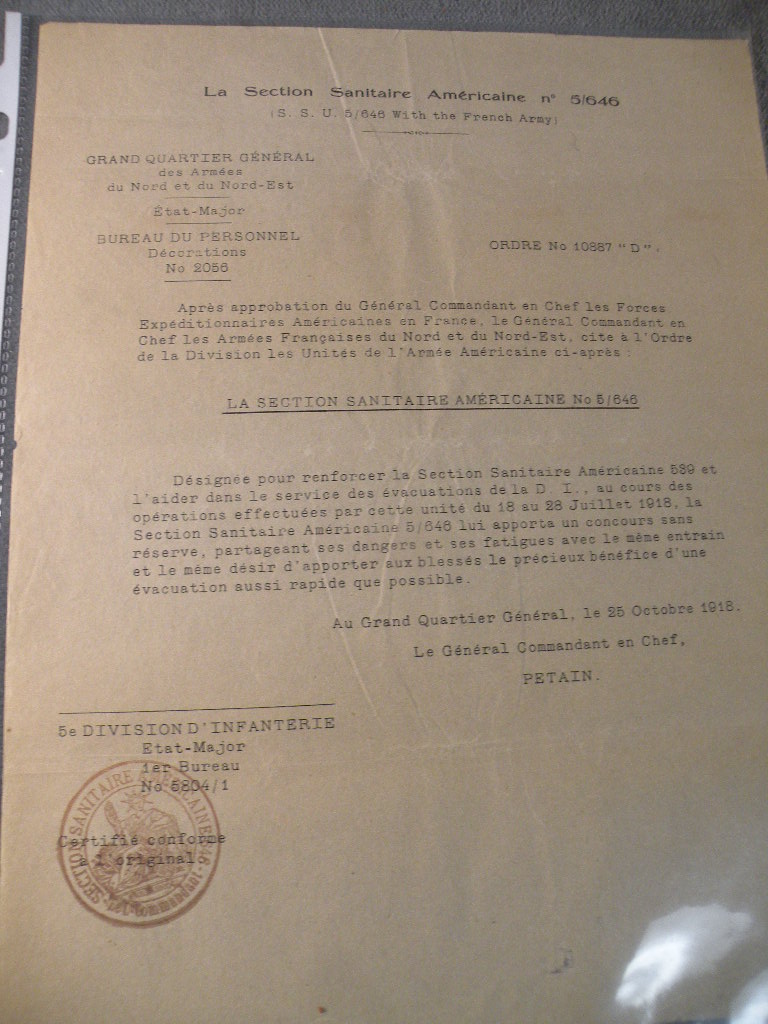 La Section Sanitaire Américaine n° 5/646
(S. S. U. 5/646 With the French Army)
GRAND QUARTIER GÉNÉRAL
des Armées
du Nord et du Nord-Est
État-Major
BUREAU DU PERSONNEL
Décorations
No 2056
ORDRE No 10887 "D".
Après approbation du Général Commandant en Chef les Forces
Expéditionnaires Américaines en France, le Général Commandant en
Chef les Armées Françaises du Nord et du Nord-Est, cite à l'Ordre
de la Division les Unités de l'Armée Américaine ci-après :
LA SECTION SANITAIRE AMÉRICAINE No 5/646
Désignée pour renforcer la Section Sanitaire Américaine 589 et
l'aider dans le service des évacuations de la D. I., au cours des
opérations effectuées par cette unité du 18 au 28 Juillet 1918, la
Section Sanitaire Américaine 5/646 lui apporta un concours sans
réserve, partageant ses dangers et ses fatigues avec le même entrain
et le même désir d'apporter aux blessés le précieux bénéfice d'une
évacuation aussi rapide que possible.
Au Grand Quartier Général, le 25 Octobre 1918.
Le Général Commandant en Chef,
PETAIN.
5e DIVISION D'INFANTERIE
Etat-Major
1er Bureau
No 5804/1
Certifié conforme
à l'original.
SECTION SANITAIRE AMÉRICAINE 646
Le Commandant